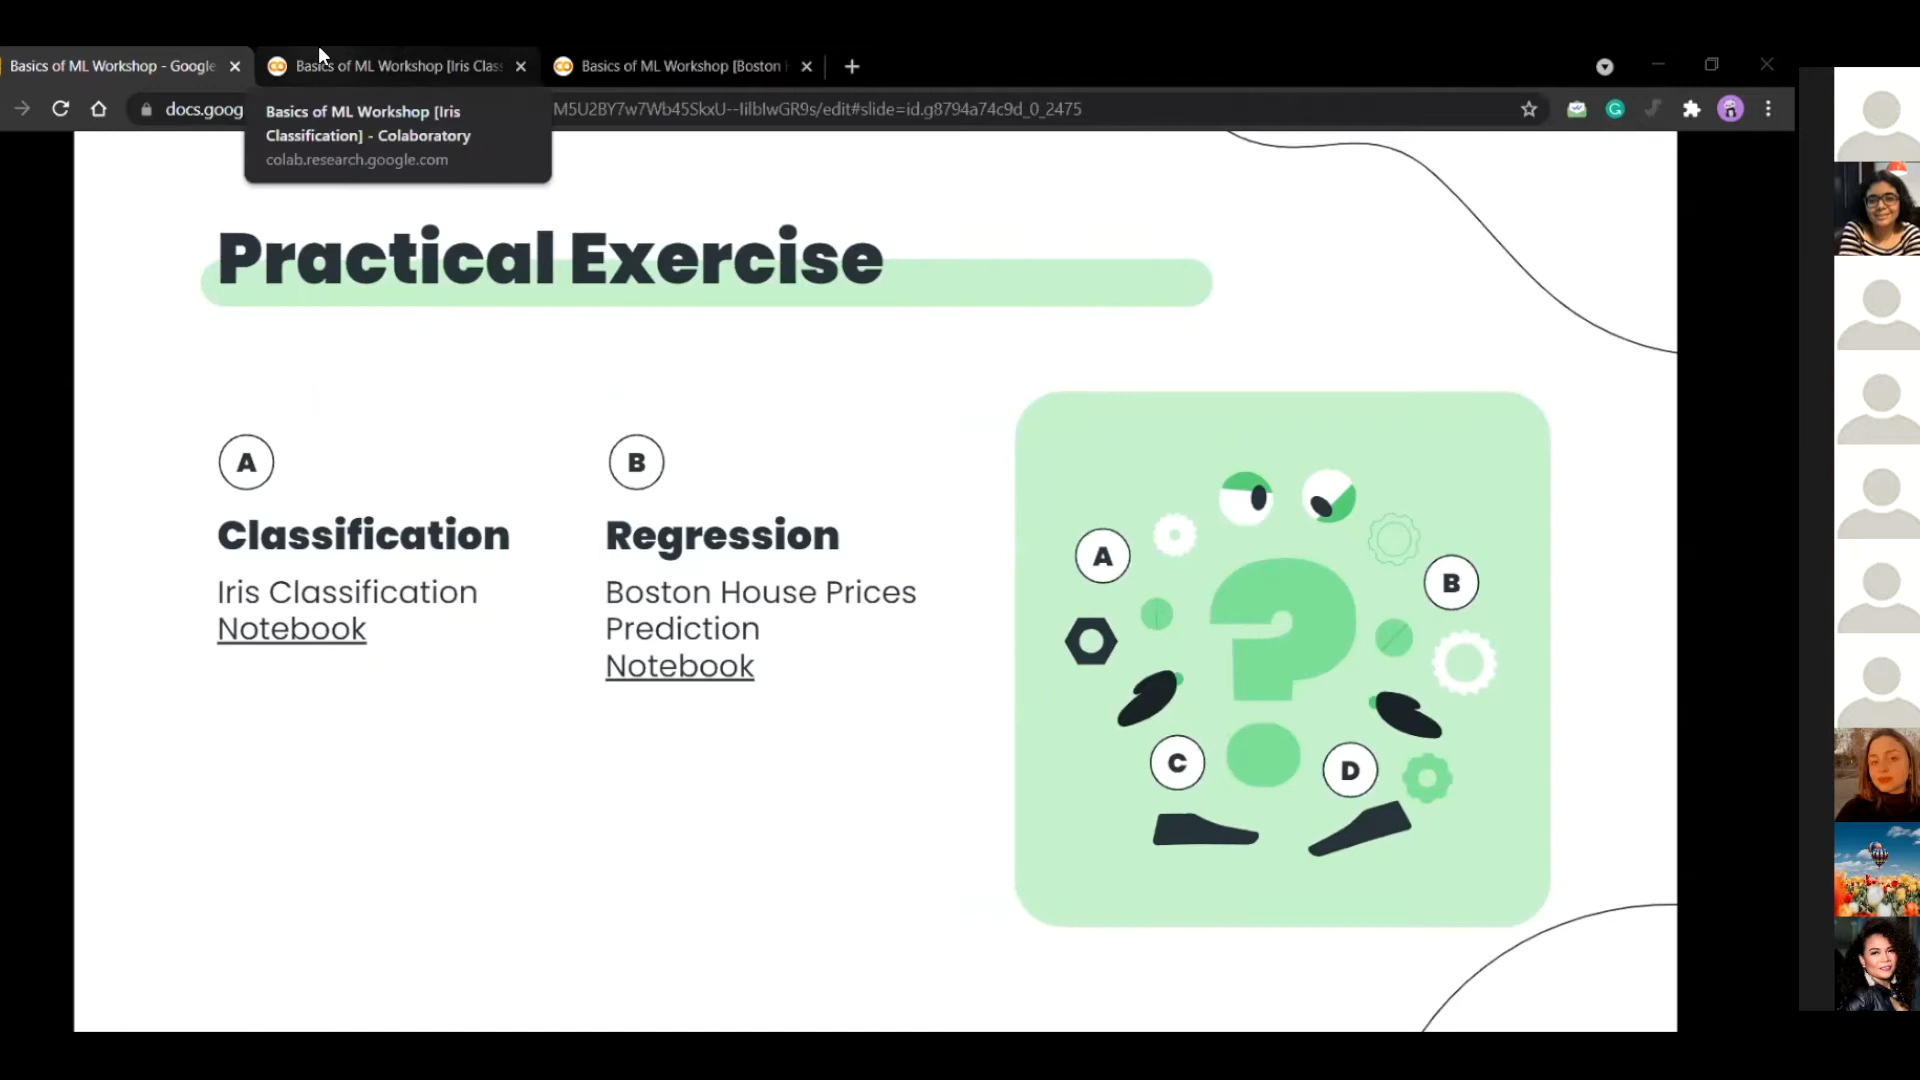 Basics of ML Workshop - Google
Basics of ML Workshop [Iris Clas
Basics of ML Workshop [Boston
docs.goog
M5U2BY7w7Wb45SkxU--IilbIwGR9s/edit#slide=id.g8794a74c9d_0_2475
Basics of ML Workshop [Iris
Classification] - Colaboratory
colab.research.google.com
Practical Exercise
A
Classification
Iris Classification
Notebook
B
Regression
Boston House Prices
Prediction
Notebook
?
A
B
C
D